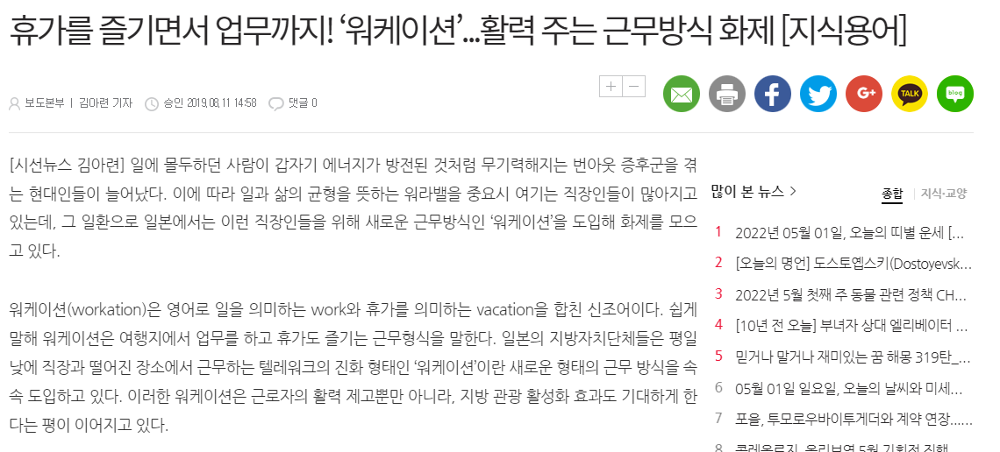 휴가를 즐기면서 업무까지! ‘워케이션’...활력 주는 근무방식 화제 [지식용어]
보도본부 | 김아련 기자 승인 2019.08.11 14:58 댓글 0
TALK
blog
[시선뉴스 김아련] 일에 몰두하던 사람이 갑자기 에너지가 방전된 것처럼 무기력해지는 번아웃 증후군을 겪
는 현대인들이 늘어났다. 이에 따라 일과 삶의 균형을 뜻하는 워라밸을 중요시 여기는 직장인들이 많아지고
있는데, 그 일환으로 일본에서는 이런 직장인들을 위해 새로운 근무방식인 ‘워케이션’을 도입해 화제를 모으
고 있다.
워케이션(workation)은 영어로 일을 의미하는 work와 휴가를 의미하는 vacation을 합친 신조어이다. 쉽게
말해 워케이션은 여행지에서 업무를 하고 휴가도 즐기는 근무형식을 말한다. 일본의 지방자치단체들은 평일
낮에 직장과 떨어진 장소에서 근무하는 텔레워크의 진화 형태인 ‘워케이션’이란 새로운 형태의 근무 방식을 속
속 도입하고 있다. 이러한 워케이션은 근로자의 활력 제고뿐만 아니라, 지방 관광 활성화 효과도 기대하게 한
다는 평이 이어지고 있다.
많이 본 뉴스 > 종합 | 지식·교양
1 2022년 05월 01일, 오늘의 띠별 운세 [...
2 [오늘의 명언] 도스토옙스키(Dostoyevsk...
3 2022년 5월 첫째 주 동물 관련 정책 CH...
4 [10년 전 오늘] 부녀자 상대 엘리베이터 ...
5 믿거나 말거나 재미있는 꿈 해몽 319탄_...
6 05월 01일 일요일, 오늘의 날씨와 미세...
7 포을, 투모로우바이투게더와 계약 연장......
8